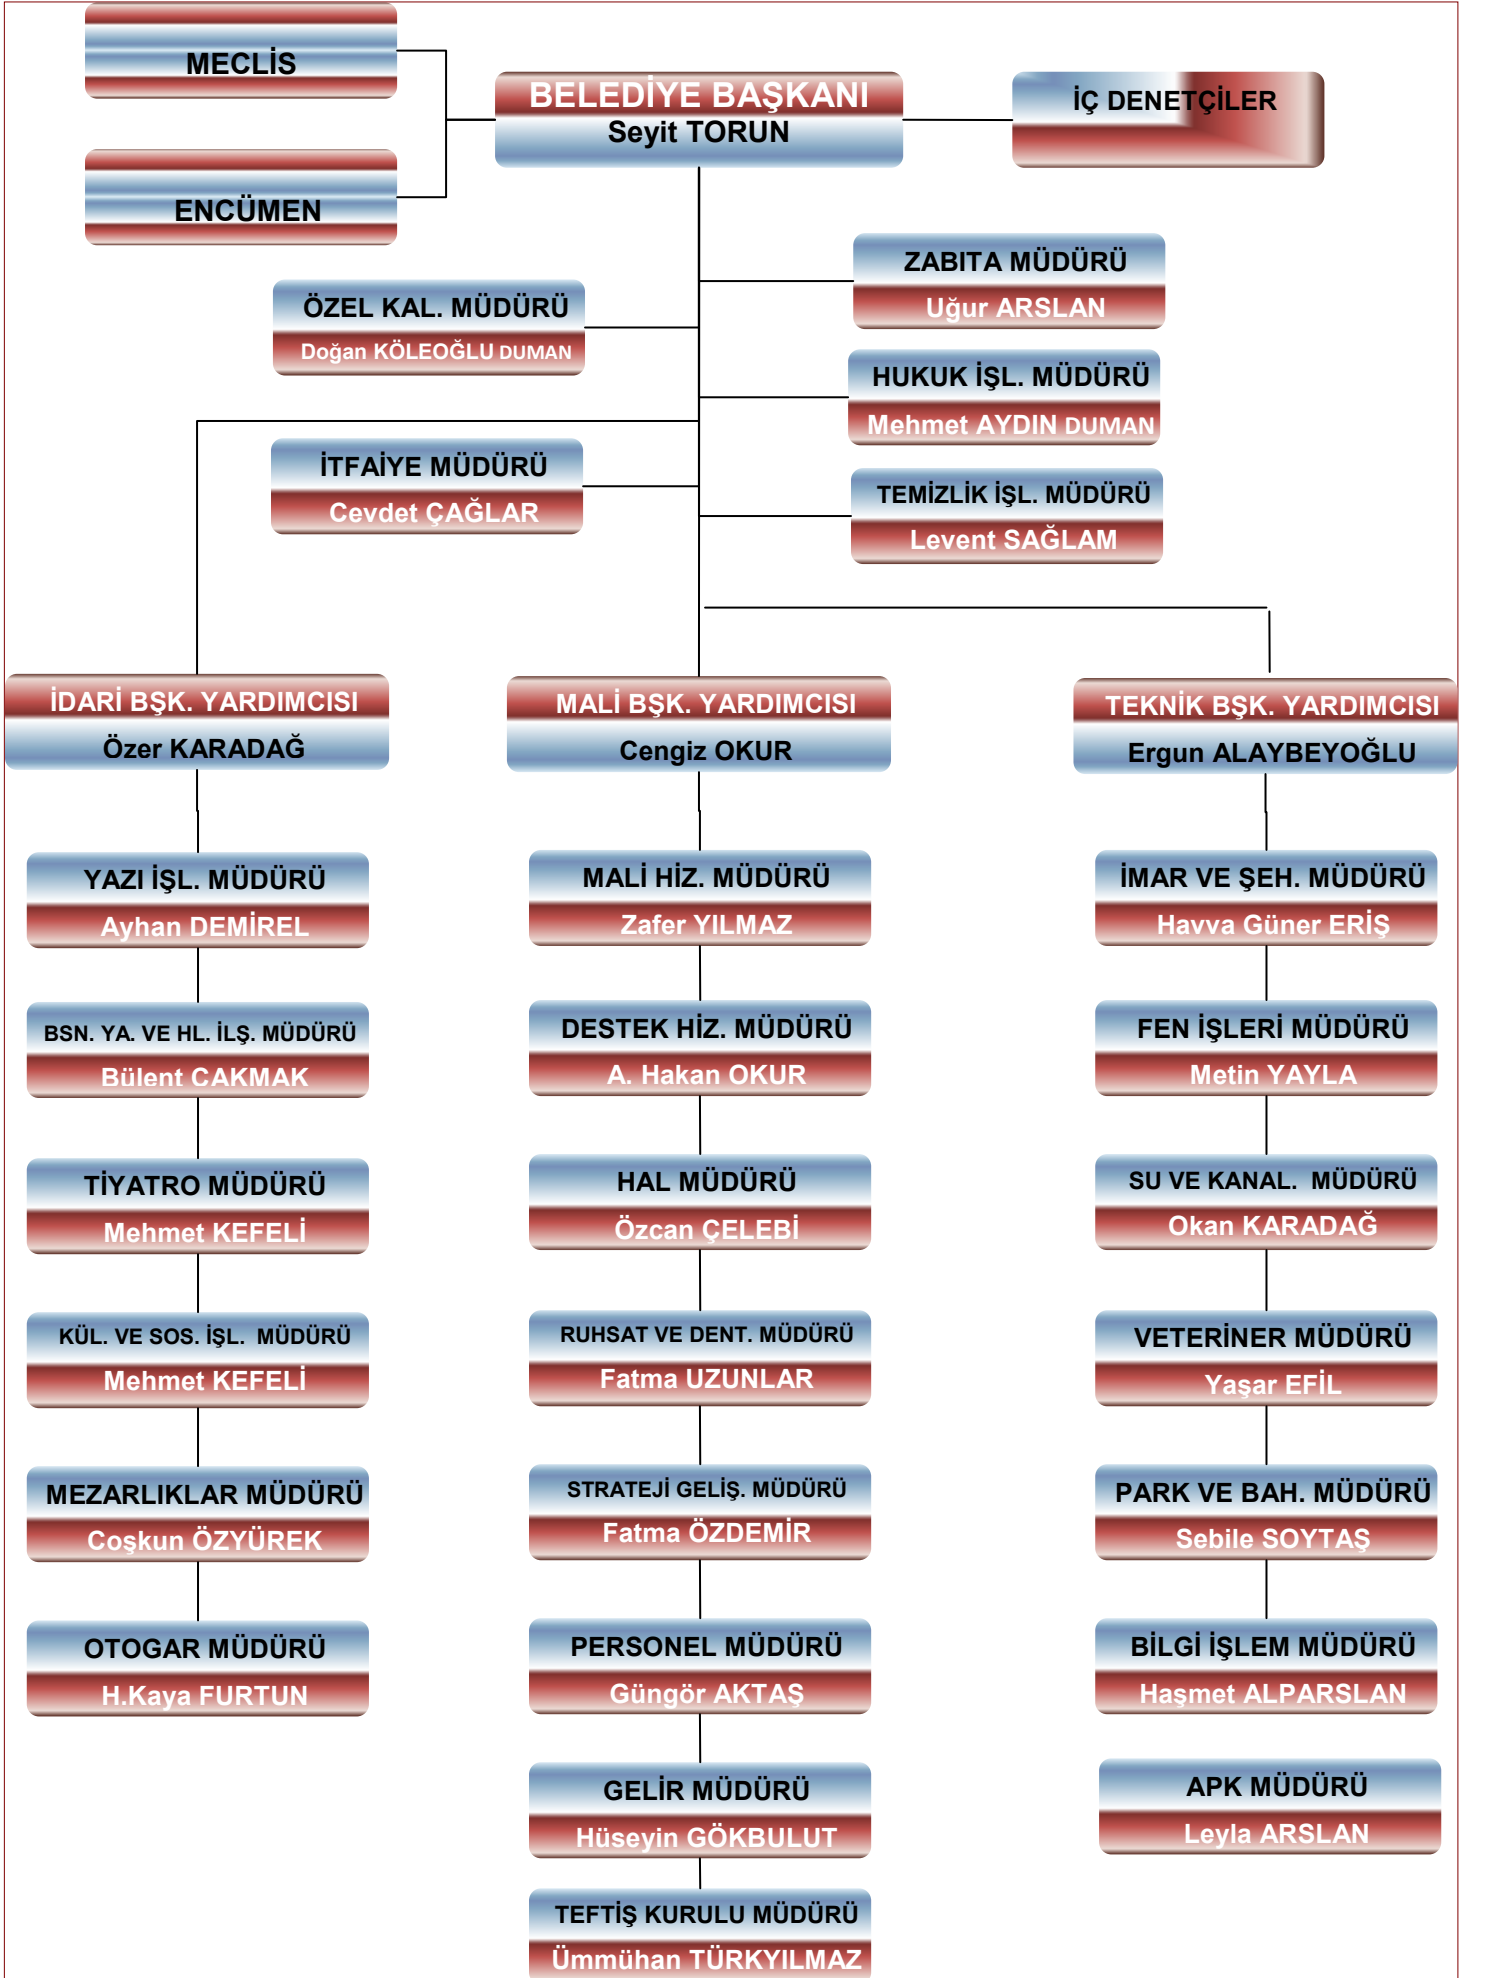 MECLİS
BELEDİYE BAŞKANI
Seyit TORUN
İÇ DENETÇİLER
ENCÜMEN
ZABITA MÜDÜRÜ
Uğur ARSLAN
ÖZEL KAL. MÜDÜRÜ
Doğan KÖLEOĞLU DUMAN
HUKUK İŞL. MÜDÜRÜ
Mehmet AYDIN DUMAN
İTFAİYE MÜDÜRÜ
Cevdet ÇAĞLAR
TEMİZLİK İŞL. MÜDÜRÜ
Levent SAĞLAM
İDARİ BŞK. YARDIMCISI
Özer KARADAĞ
YAZI İŞL. MÜDÜRÜ
Ayhan DEMİREL
BSN. YA. VE HL. İLŞ. MÜDÜRÜ
Bülent CAKMAK
TİYATRO MÜDÜRÜ
Mehmet KEFELİ
KÜL. VE SOS. İŞL. MÜDÜRÜ
Mehmet KEFELİ
MEZARLIKLAR MÜDÜRÜ
Coşkun ÖZYÜREK
OTOGAR MÜDÜRÜ
H.Kaya FURTUN
MALİ BŞK. YARDIMCISI
Cengiz OKUR
MALİ HİZ. MÜDÜRÜ
Zafer YILMAZ
DESTEK HİZ. MÜDÜRÜ
A. Hakan OKUR
HAL MÜDÜRÜ
Özcan ÇELEBİ
RUHSAT VE DENT. MÜDÜRÜ
Fatma UZUNLAR
STRATEJİ GELİŞ. MÜDÜRÜ
Fatma ÖZDEMİR
PERSONEL MÜDÜRÜ
Güngör AKTAŞ
GELİR MÜDÜRÜ
Hüseyin GÖKBULUT
TEFTİŞ KURULU MÜDÜRÜ
Ümmühan TÜRKYILMAZ
TEKNİK BŞK. YARDIMCISI
Ergun ALAYBEYOĞLU
İMAR VE ŞEH. MÜDÜRÜ
Havva Güner ERİŞ
FEN İŞLERİ MÜDÜRÜ
Metin YAYLA
SU VE KANAL. MÜDÜRÜ
Okan KARADAĞ
VETERİNER MÜDÜRÜ
Yaşar EFİL
PARK VE BAH. MÜDÜRÜ
Sebile SOYTAŞ
BİLGİ İŞLEM MÜDÜRÜ
Haşmet ALPARSLAN
APK MÜDÜRÜ
Leyla ARSLAN